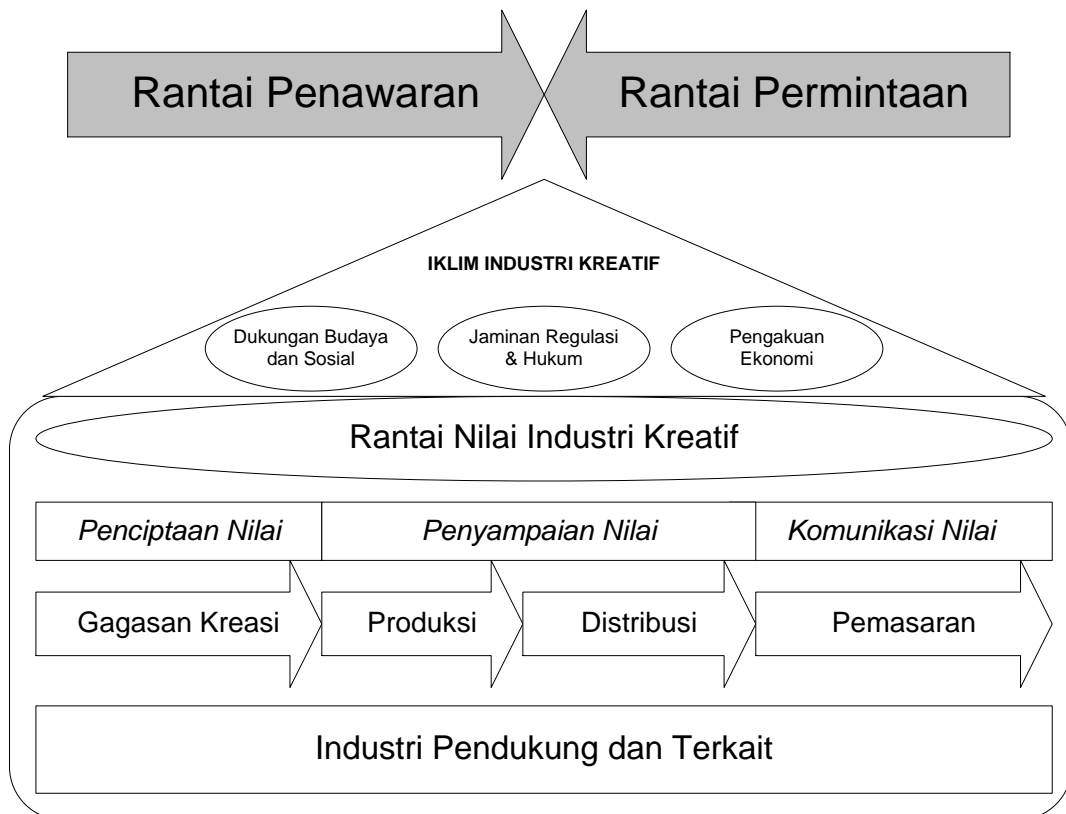 Rantai Penawaran
Rantai Permintaan
IKLIM INDUSTRI KREATIF
Dukungan Budaya
dan Sosial
Jaminan Regulasi
& Hukum
Pengakuan
Ekonomi
Rantai Nilai Industri Kreatif
Penciptaan Nilai
Penyampaian Nilai
Komunikasi Nilai
Gagasan Kreasi
Produksi
Distribusi
Pemasaran
Industri Pendukung dan Terkait